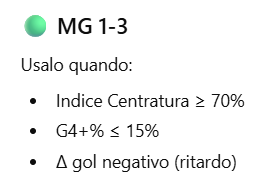 MG 1-3
Usalo quando:
• Indice Centratura ≥ 70%
• G4+% ≤ 15%
• Δ gol negativo (ritardo)